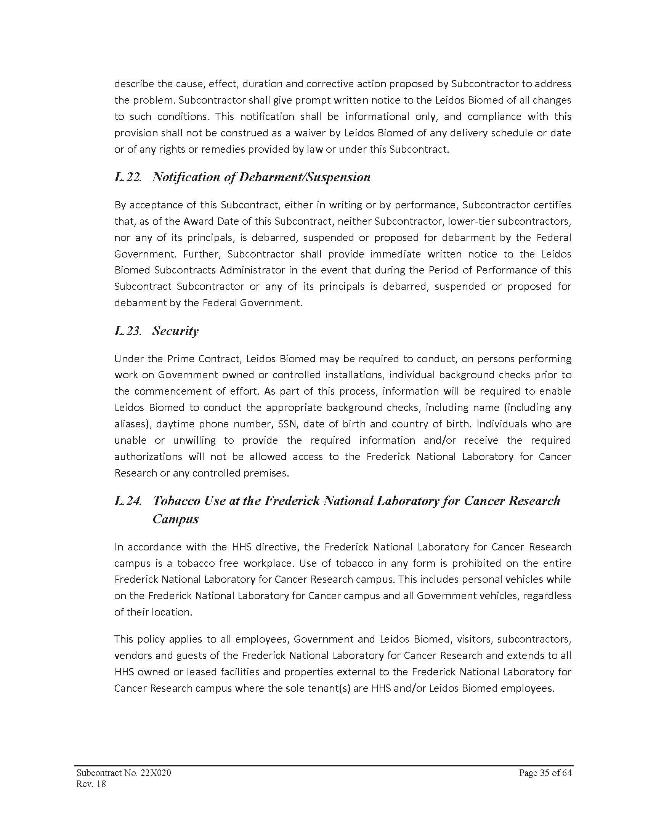 describe the cause, effect, duration and corrective action proposed by Subcontractor to address
the problem. Subcontractor shall give prompt written notice to the Leidos Biomed of all changes
to such conditions. This notification shall be informational only, and compliance with this
provision shall not be construed as a waiver by Leidos Biomed of any delivery schedule or date
or of any rights or remedies provided by law or under this Subcontract.
L.22. Notification of Debarment/Suspension
By acceptance of this Subcontract, either in writing or by performance, Subcontractor certifies
that, as of the Award Date of this Subcontract, neither Subcontractor, lower-tier subcontractors,
nor any of its principals, is debarred, suspended or proposed for debarment by the Federal
Government. Further, Subcontractor shall provide immediate written notice to the Leidos
Biomed Subcontracts Administrator in the event that during the Period of Performance of this
Subcontract Subcontractor or any of its principals is debarred, suspended or proposed for
debarment by the Federal Government.
L.23. Security
Under the Prime Contract, Leidos Biomed may be required to conduct, on persons performing
work on Government owned or controlled installations, individual background checks prior to
the commencement of effort. As part of this process, information will be required to enable
Leidos Biomed to conduct the appropriate background checks, including name (including any
aliases), daytime phone number, SSN, date of birth and country of birth. Individuals who are
unable or unwilling to provide the required information and/or receive the required
authorizations will not be allowed access to the Frederick National Laboratory for Cancer
Research or any controlled premises.
L.24. Tobacco Use at the Frederick National Laboratory for Cancer Research
Campus
In accordance with the HHS directive, the Frederick National Laboratory for Cancer Research
campus is a tobacco free workplace. Use of tobacco in any form is prohibited on the entire
Frederick National Laboratory for Cancer Research campus. This includes personal vehicles while
on the Frederick National Laboratory for Cancer campus and all Government vehicles, regardless
of their location.
This policy applies to all employees, Government and Leidos Biomed, visitors, subcontractors,
vendors and guests of the Frederick National Laboratory for Cancer Research and extends to all
HHS owned or leased facilities and properties external to the Frederick National Laboratory for
Cancer Research campus where the sole tenant(s) are HHS and/or Leidos Biomed employees.
Subcontract No. 22X020 Page 35 of 64
Rev. 18